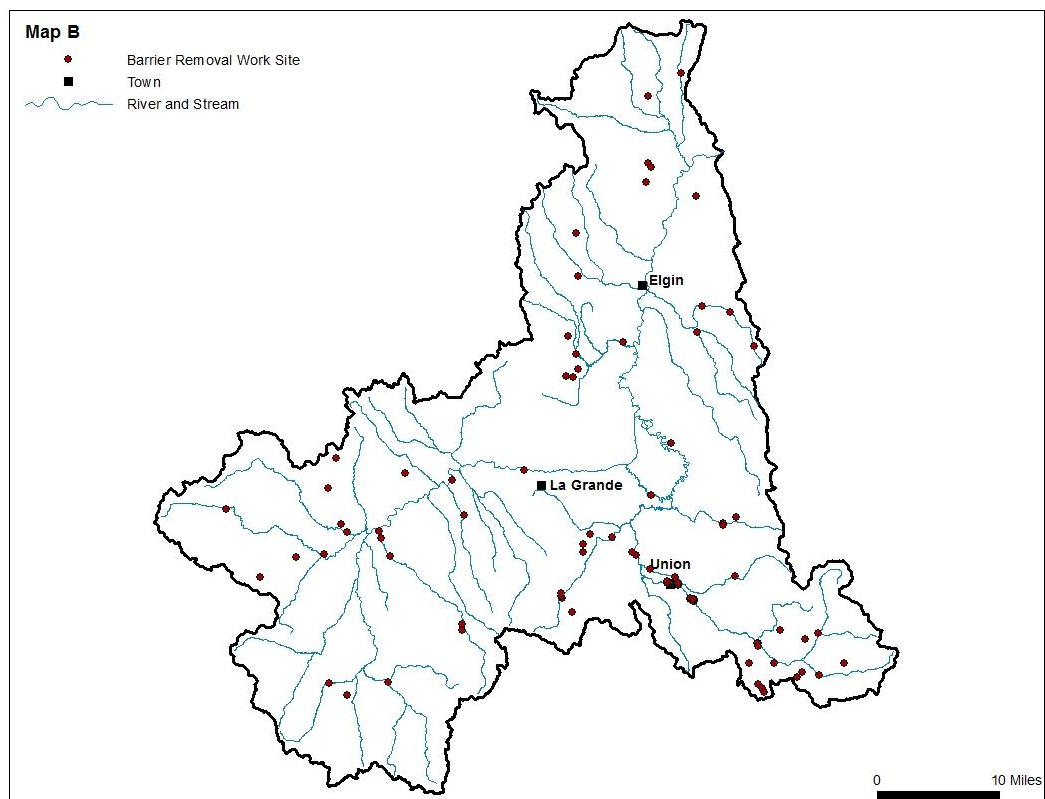 Map B
Barrier Removal Work Site
Town
River and Stream
Elgin
La Grande
Union
0 10 Miles